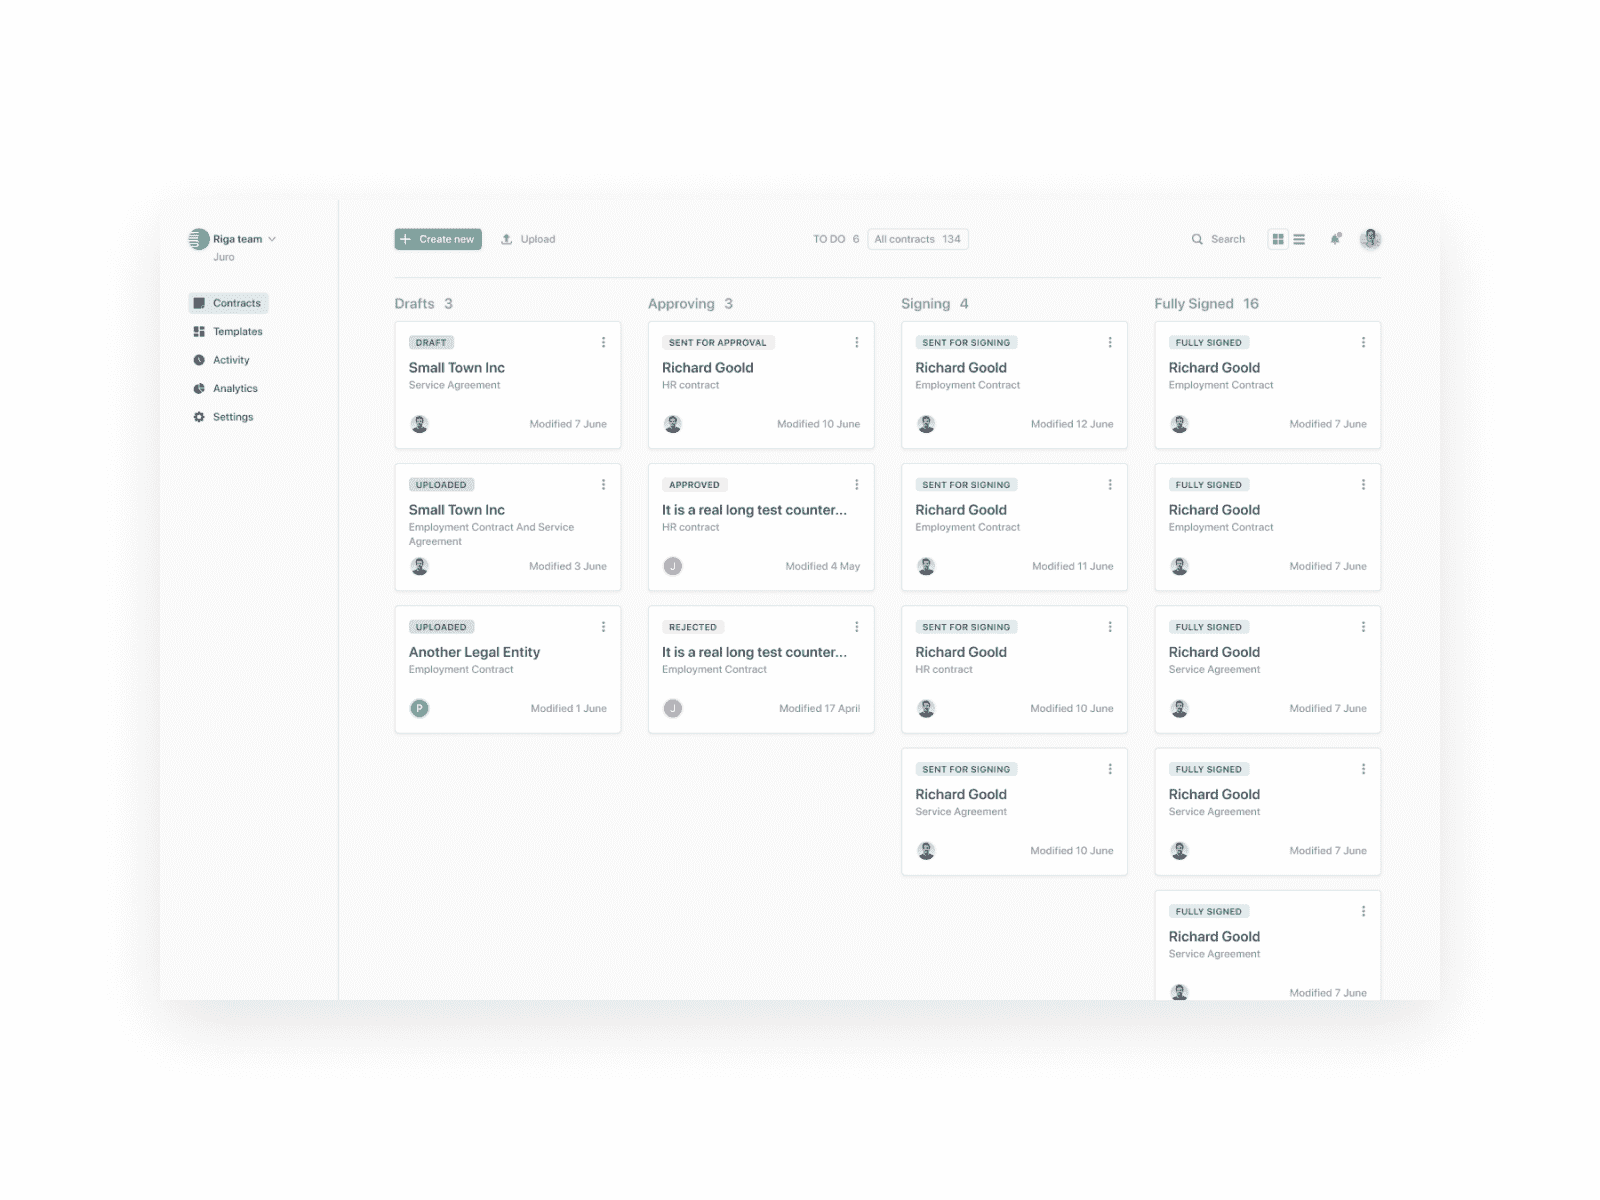 Riga team
Juro
Contracts
Templates
Activity
Analytics
Settings
Create new
Upload
TO DO 6
All contracts 134
Search
Drafts 3
DRAFT
Small Town Inc
Service Agreement
Modified 7 June
UPLOADED
Small Town Inc
Employment Contract And Service
Agreement
Modified 3 June
UPLOADED
Another Legal Entity
Employment Contract
P
Modified 1 June
Approving 3
SENT FOR APPROVAL
Richard Goold
HR contract
Modified 10 June
APPROVED
It is a real long test counter...
HR contract
J
Modified 4 May
REJECTED
It is a real long test counter...
Employment Contract
J
Modified 17 April
Signing 4
SENT FOR SIGNING
Richard Goold
Employment Contract
Modified 12 June
SENT FOR SIGNING
Richard Goold
Employment Contract
Modified 11 June
SENT FOR SIGNING
Richard Goold
HR contract
Modified 10 June
SENT FOR SIGNING
Richard Goold
Service Agreement
Modified 10 June
Fully Signed 16
FULLY SIGNED
Richard Goold
Employment Contract
Modified 7 June
FULLY SIGNED
Richard Goold
Employment Contract
Modified 7 June
FULLY SIGNED
Richard Goold
Service Agreement
Modified 7 June
FULLY SIGNED
Richard Goold
Service Agreement
Modified 7 June
FULLY SIGNED
Richard Goold
Service Agreement
Modified 7 June